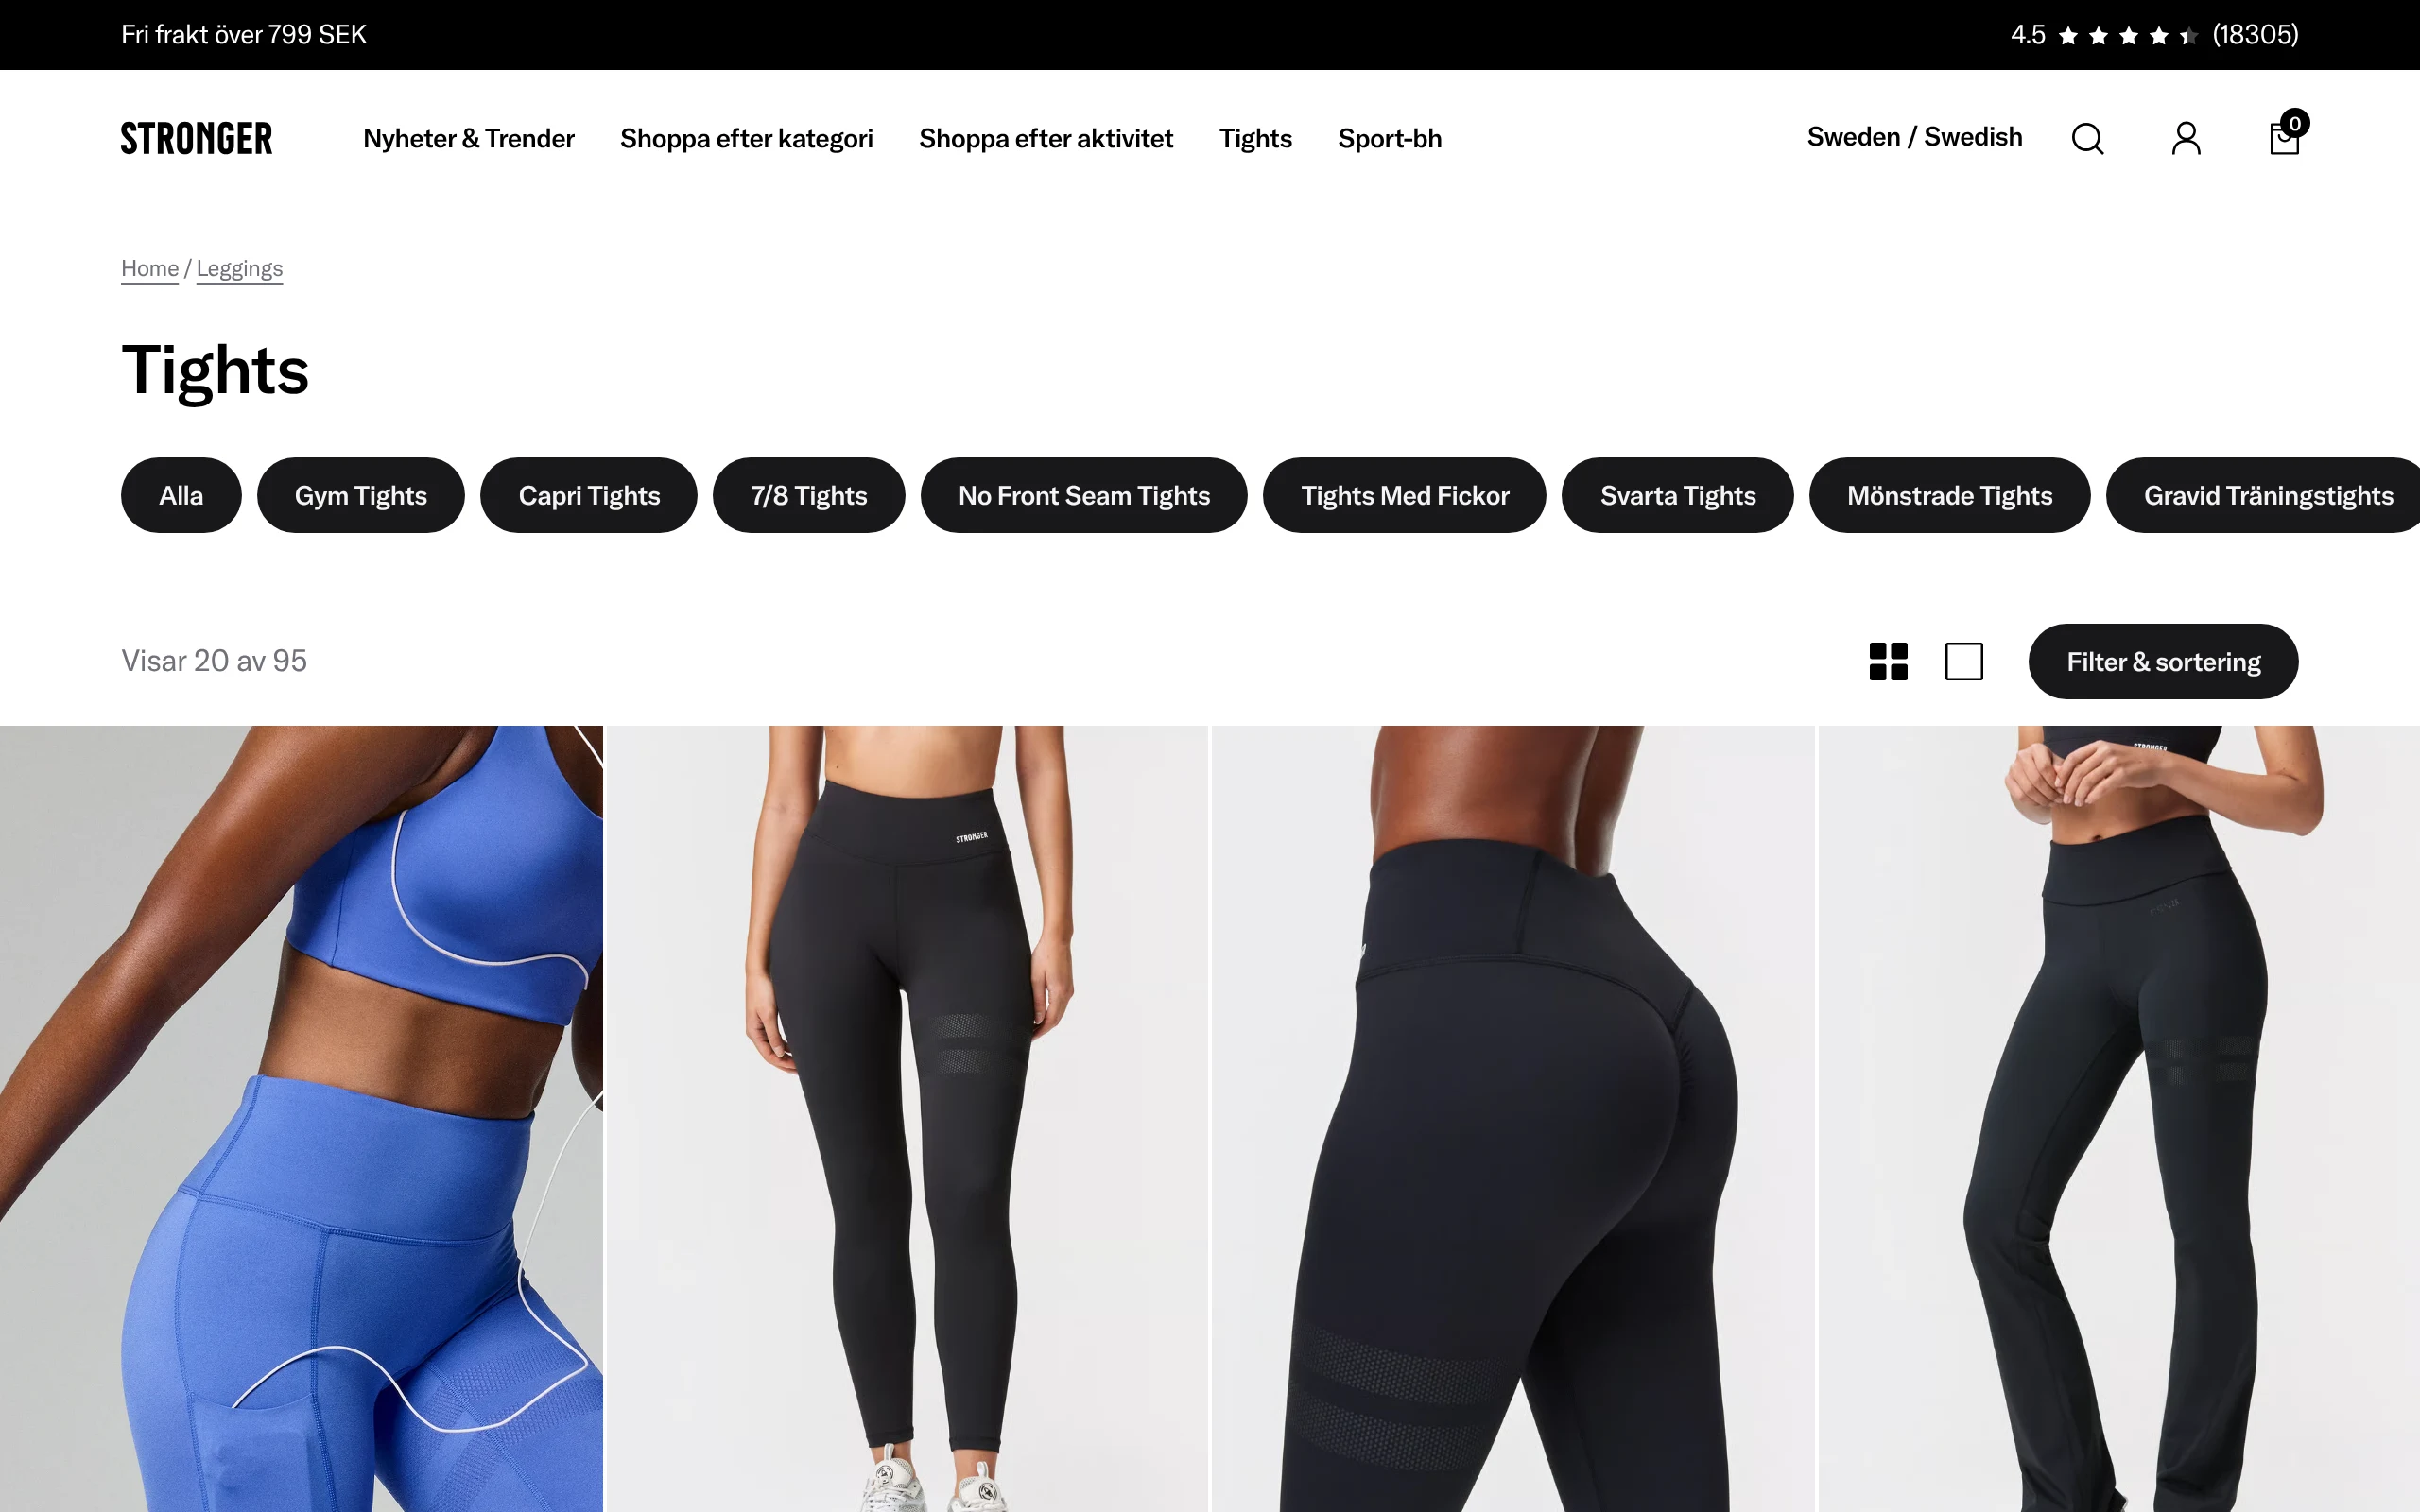 Fri frakt över 799 SEK
4.5 (18305)
STRONGER Nyheter & Trender Shoppa efter kategori Shoppa efter aktivitet Tights Sport-bh Sweden / Swedish 0
Home / Leggings
Tights
Alla Gym Tights Capri Tights 7/8 Tights No Front Seam Tights Tights Med Fickor Svarta Tights Mönstrade Tights Gravid Träningstights
Visar 20 av 95
Filter & sortering
STRONGER
STRONGER